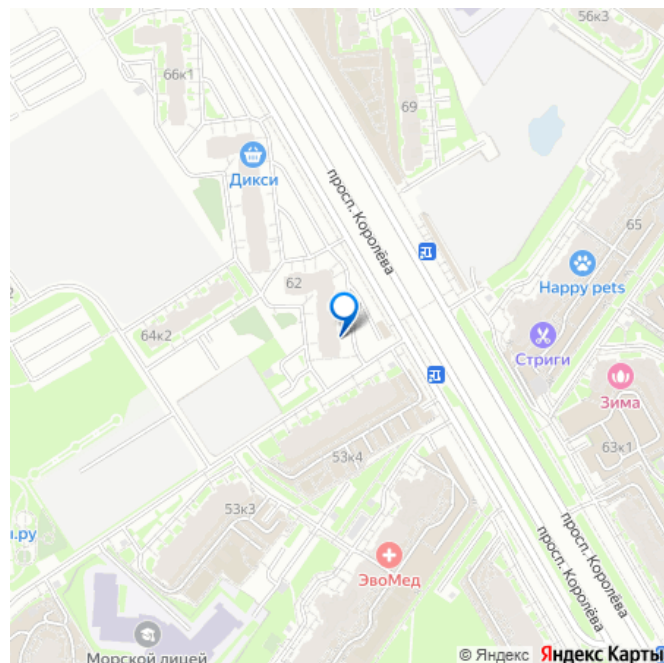 56к3
66к1
69
Дикси
просп. Королёва
65
62
Happy pets
64к2
Стриги
Зима
53к4
63к1
53к3
л.ру
ЭвоМед
просп. Королёва
просп. Королёва
Морской лицей
© Яндекс Яндекс Карты